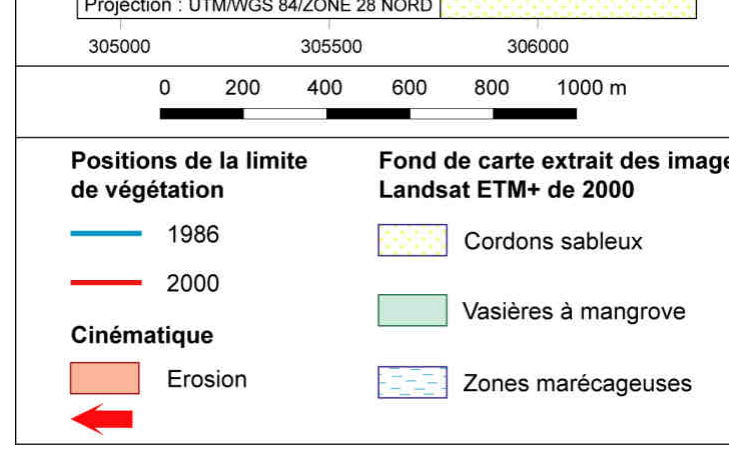 Projection : UTM/WGS 84/ZONE 28 NORD
305000 305500 306000
0 200 400 600 800 1000 m
Positions de la limite
de végétation
1986
2000
Cinématique
Erosion
Fond de carte extrait des image
Landsat ETM+ de 2000
Cordons sableux
Vasières à mangrove
Zones marécageuses